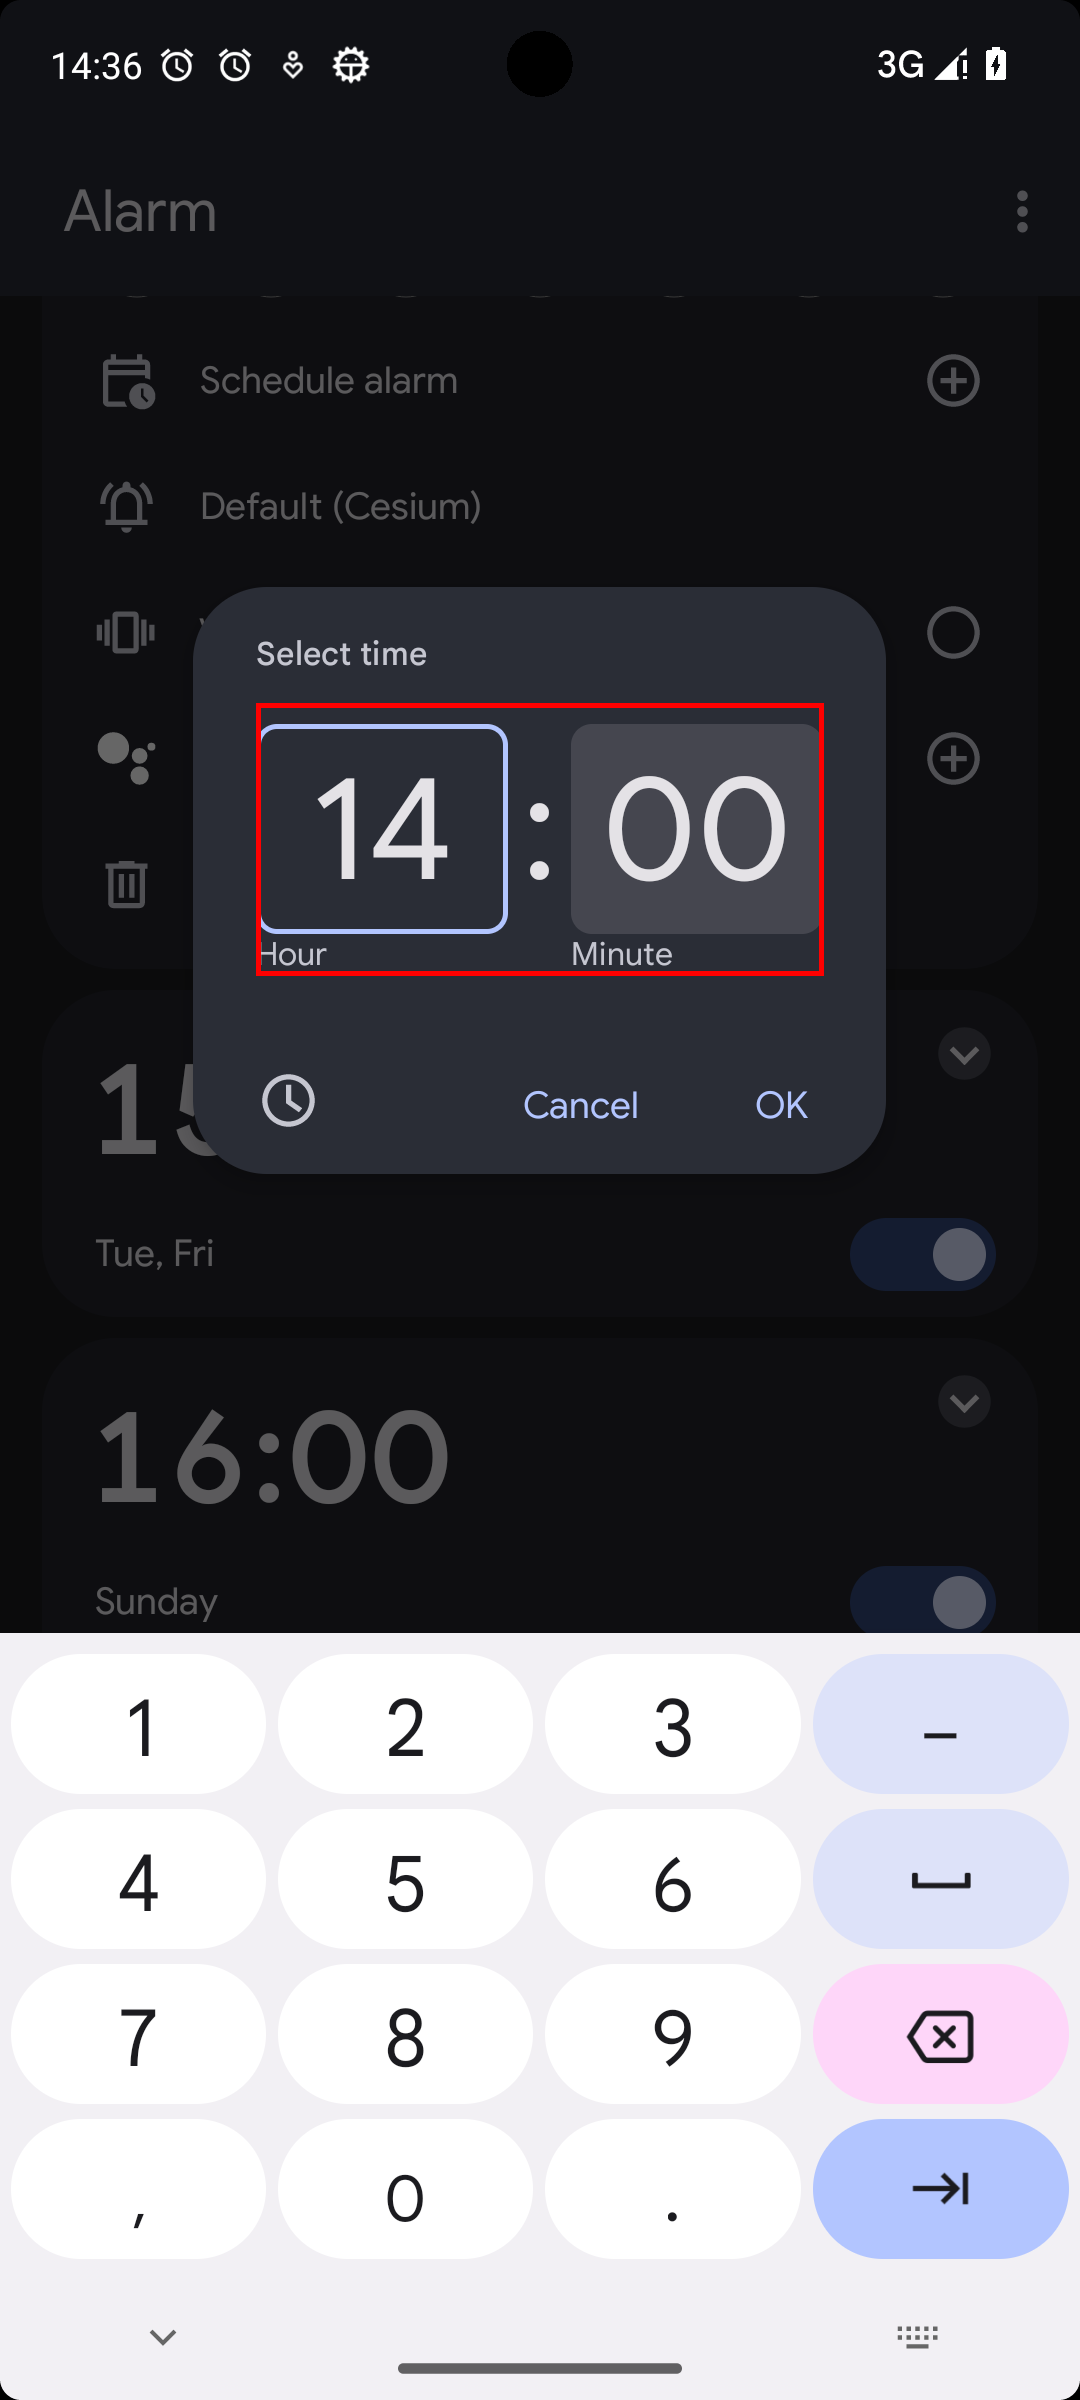 14:36
3G
Alarm
Schedule alarm
Default (Cesium)
Select time
14 : 00
Hour Minute
Cancel OK
Tue, Fri
16:00
Sunday
1 2 3 –
4 5 6
7 8 9
, 0 .